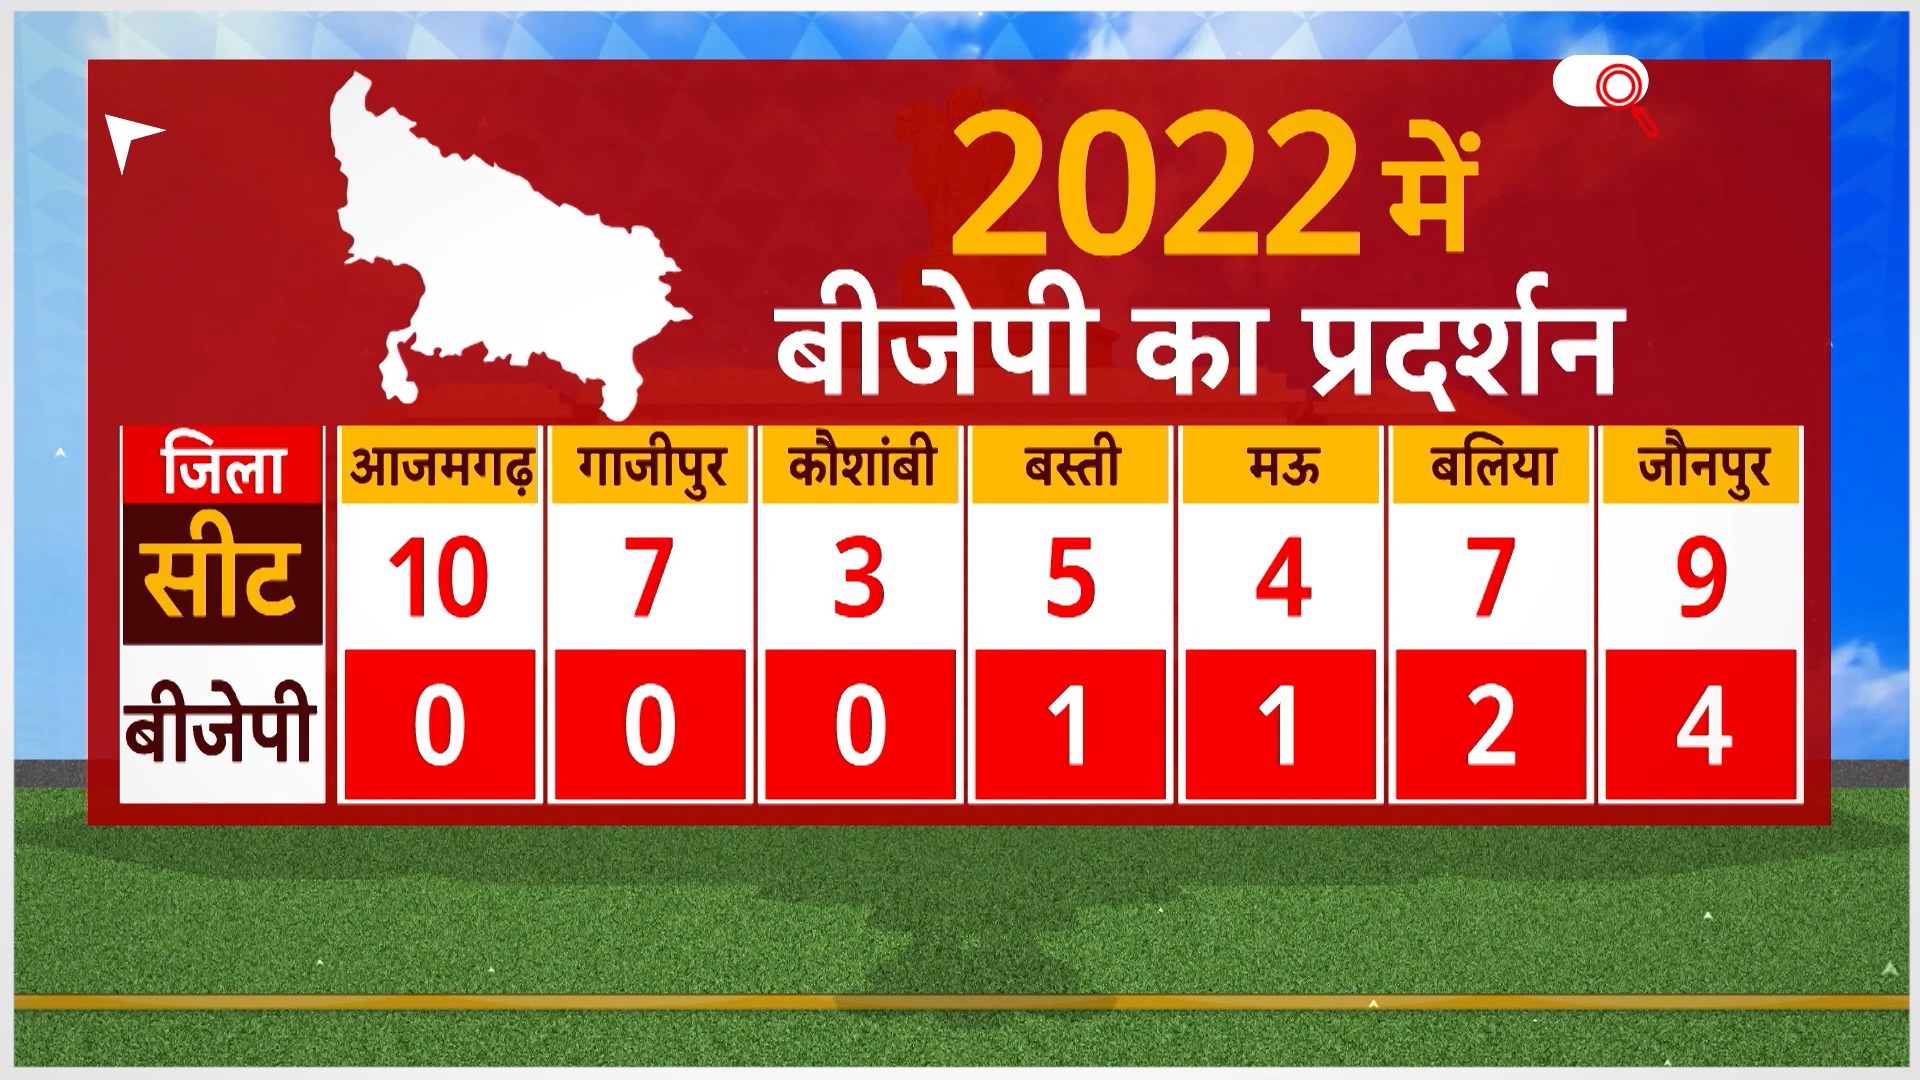 2022 में
बीजेपी का प्रदर्शन
जिला आजमगढ़ गाजीपुर कौशांबी बस्ती मऊ बलिया जौनपुर
सीट 10 7 3 5 4 7 9
बीजेपी 0 0 0 1 1 2 4